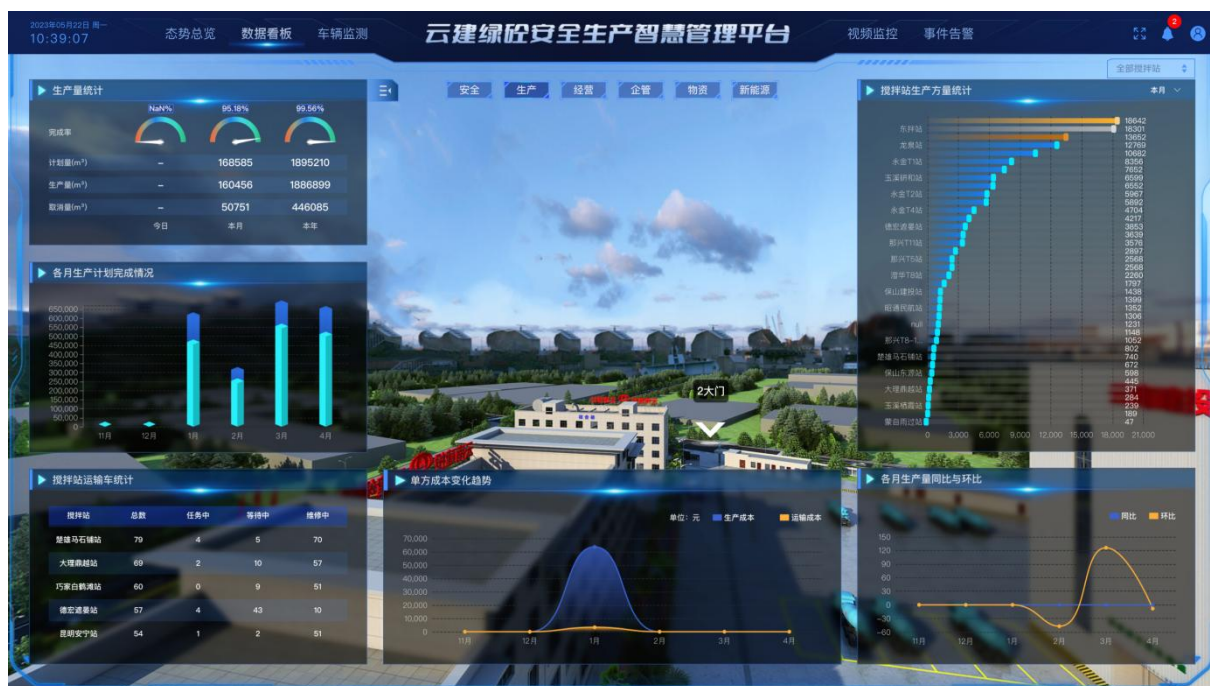 2023年05月22日 周一
10:39:07
态势总览 数据看板 车辆监测
云建绿砼安全生产智慧管理平台
视频监控 事件告警
2
全部搅拌站
安全 生产 经营 企管 物资 新能源
生产量统计
NaN% 95.18% 99.56%
完成率
计划量(m³) – 168585 1895210
生产量(m³) – 160456 1886899
取消量(m³) – 50751 446085
今日 本月 本年
各月生产计划完成情况
650,000
600,000
550,000
500,000
450,000
400,000
350,000
300,000
250,000
200,000
150,000
100,000
50,000
0
11月 12月 1月 2月 3月 4月
搅拌站运输车统计
搅拌站 总数 任务中 等待中 维修中
楚雄马石铺站 79 4 5 70
大理鼎越站 69 2 10 57
巧家白鹤滩站 60 0 9 51
德宏遮晏站 57 4 43 10
昆明安宁站 54 1 2 51
2大门
单方成本变化趋势
单位: 元 生产成本 运输成本
70,000
60,000
50,000
40,000
30,000
20,000
10,000
0
11月 12月 1月 2月 3月 4月
搅拌站生产方量统计
本月
18642
东拌站 18301
13652
龙泉站 12769
10682
永金T1站 8356
7652
玉溪研和站 6599
6552
永金T2站 5967
5892
永金T4站 4704
4217
德宏遮晏站 3853
3639
那兴T11站 3576
2897
那兴T5站 2568
2568
澄华T8站 2260
1797
保山建投站 1438
1399
昭通民航站 1352
1306
null 1231
1148
那兴T8-1... 1052
802
楚雄马石铺站 740
672
保山东源站 596
445
大理鼎越站 371
284
玉溪栖霞站 239
189
蒙自雨过站 47
0 3,000 6,000 9,000 12,000 15,000 18,000 21,000
各月生产量同比与环比
同比 环比
150
120
90
60
30
0
-30
-60
11月 12月 1月 2月 3月 4月